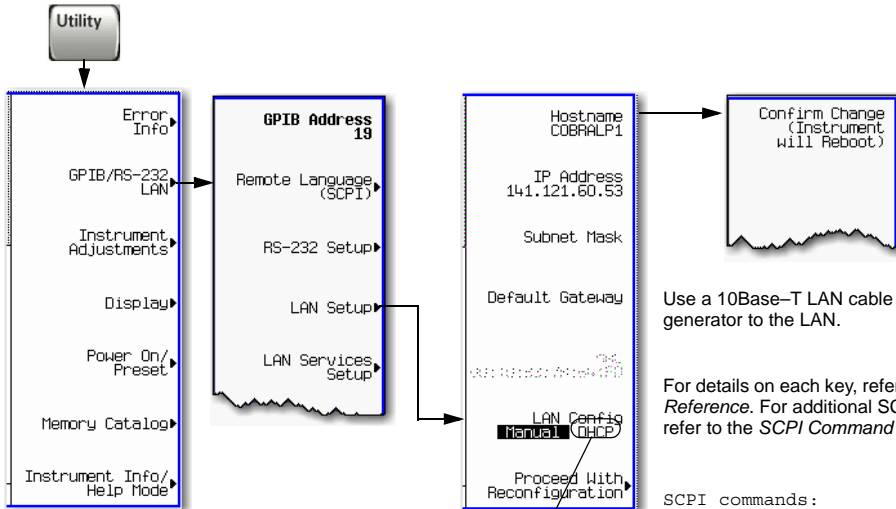 Utility
Error
Info
GPIB/RS-232
LAN
Instrument
Adjustments
Display
Power On/
Preset
Memory Catalog
Instrument Info/
Help Mode
GPIB Address
19
Remote Language
(SCPI)
RS-232 Setup
LAN Setup
LAN Services
Setup
Hostname
COBRALP1
IP Address
141.121.60.53
Subnet Mask
Default Gateway
LAN Config
Manual DHCP
Proceed With
Reconfiguration
Confirm Change
(Instrument
will Reboot)
Use a 10Base–T LAN cable
generator to the LAN.
For details on each key, refer
Reference. For additional SC
refer to the SCPI Command
SCPI commands: